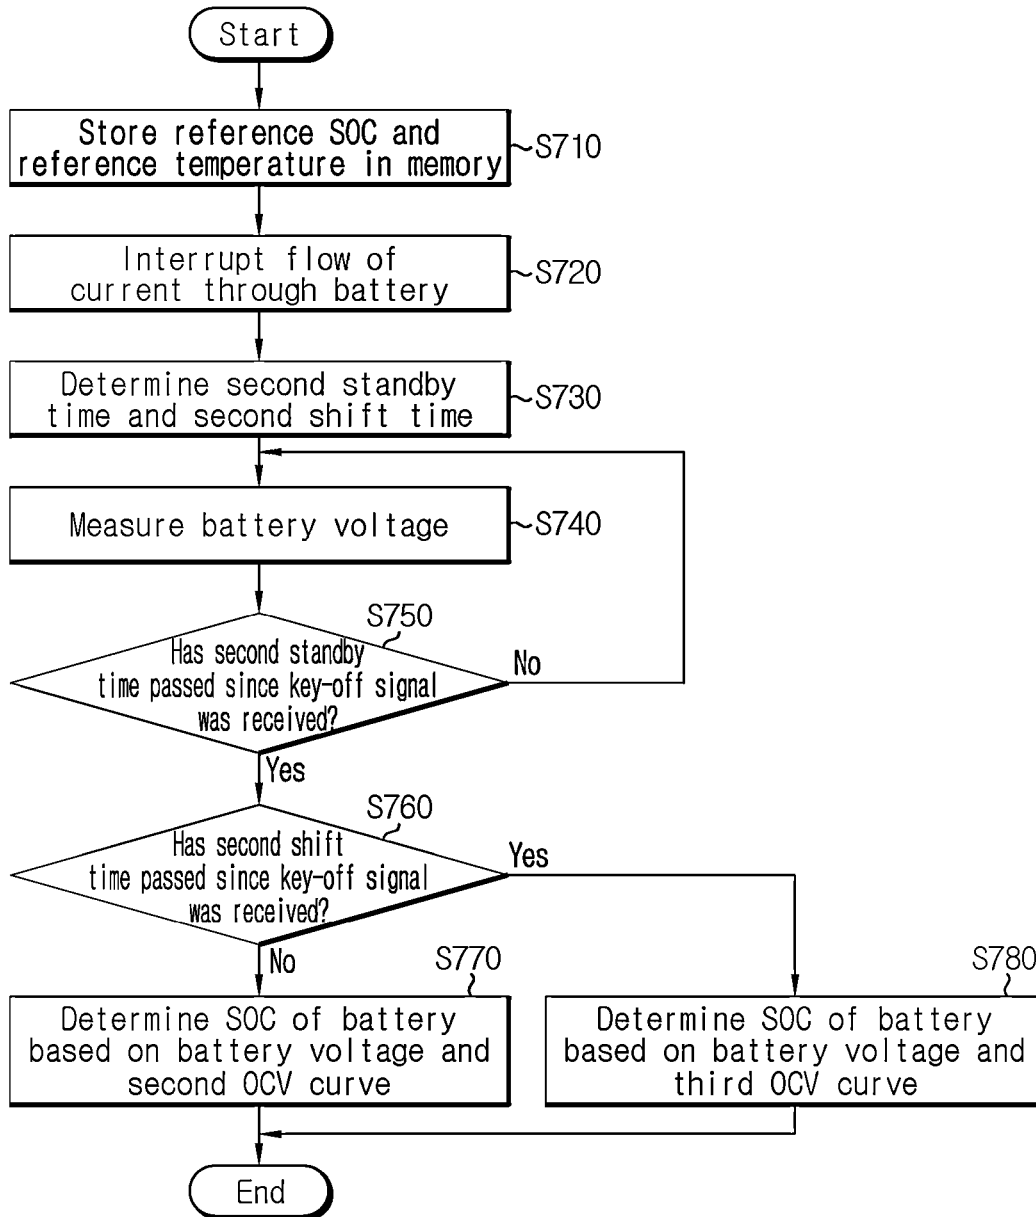 Start
Store reference SOC and
reference temperature in memory
S710
Interrupt flow of
current through battery
S720
Determine second standby
time and second shift time
S730
Measure battery voltage
S740
S750
Has second standby
time passed since key-off signal
was received?
No
Yes
S760
Has second shift
time passed since key-off signal
was received?
Yes
No
S770
Determine SOC of battery
based on battery voltage and
second OCV curve
S780
Determine SOC of battery
based on battery voltage and
third OCV curve
End